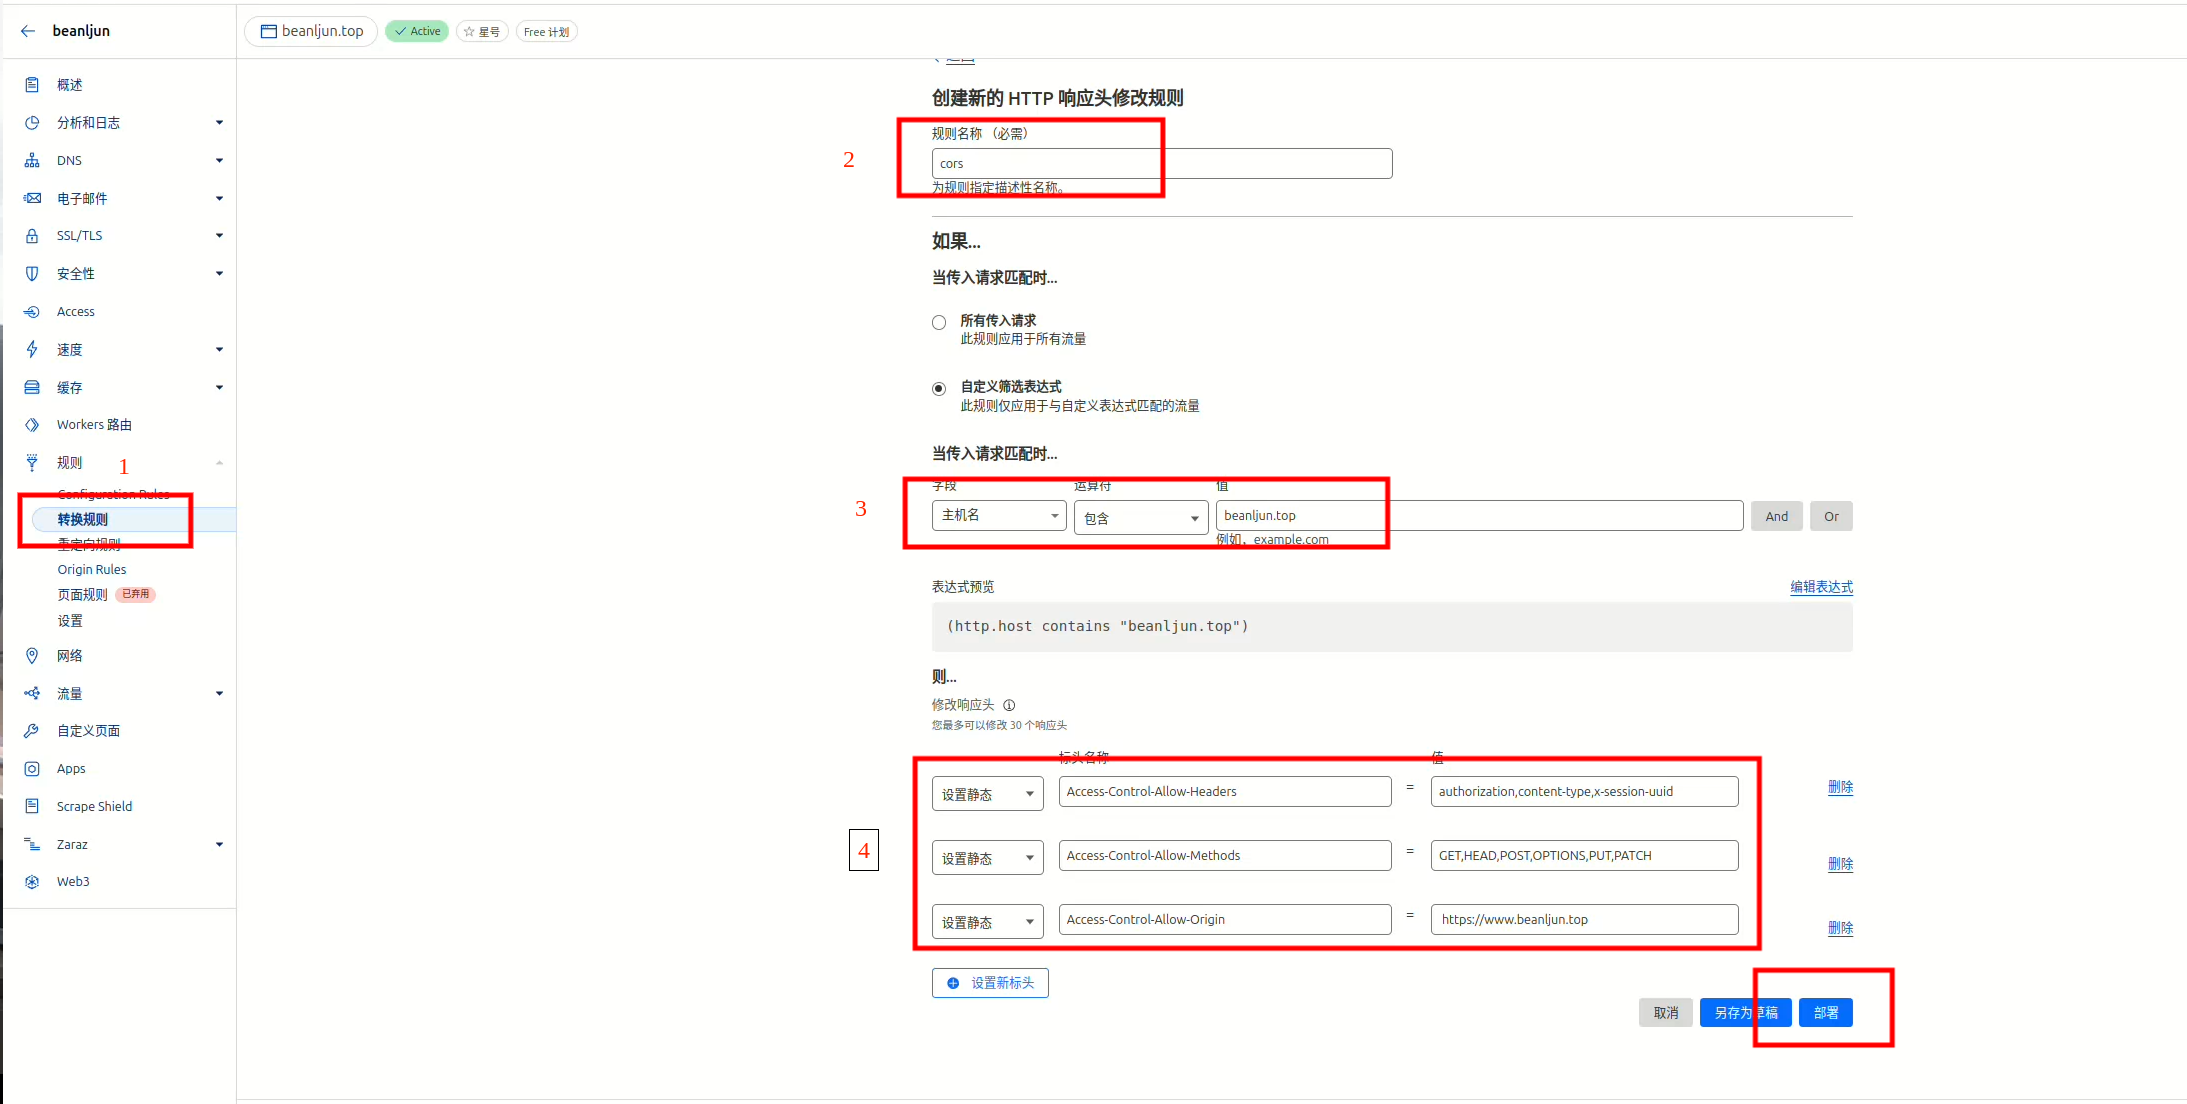 beanljun
beanljun.top
Active
星号
Free 计划
概述
分析和日志
DNS
电子邮件
SSL/TLS
安全性
Access
速度
缓存
Workers 路由
规则
1
Configuration Rules
转换规则
重定向规则
Origin Rules
页面规则 已弃用
设置
网络
流量
自定义页面
Apps
Scrape Shield
Zaraz
Web3
返回
创建新的 HTTP 响应头修改规则
2
规则名称 （必需）
cors
为规则指定描述性名称。
如果...
当传入请求匹配时...
所有传入请求
此规则应用于所有流量
自定义筛选表达式
此规则仅应用于与自定义表达式匹配的流量
当传入请求匹配时...
3
字段 运算符 值
主机名 包含 beanljun.top And Or
例如，example.com
表达式预览 编辑表达式
(http.host contains "beanljun.top")
则...
修改响应头
您最多可以修改 30 个响应头
标头名称 值
设置静态 Access-Control-Allow-Headers = authorization,content-type,x-session-uuid 删除
4
设置静态 Access-Control-Allow-Methods = GET,HEAD,POST,OPTIONS,PUT,PATCH 删除
设置静态 Access-Control-Allow-Origin = https://www.beanljun.top 删除
设置新标头
取消 另存为草稿 部署